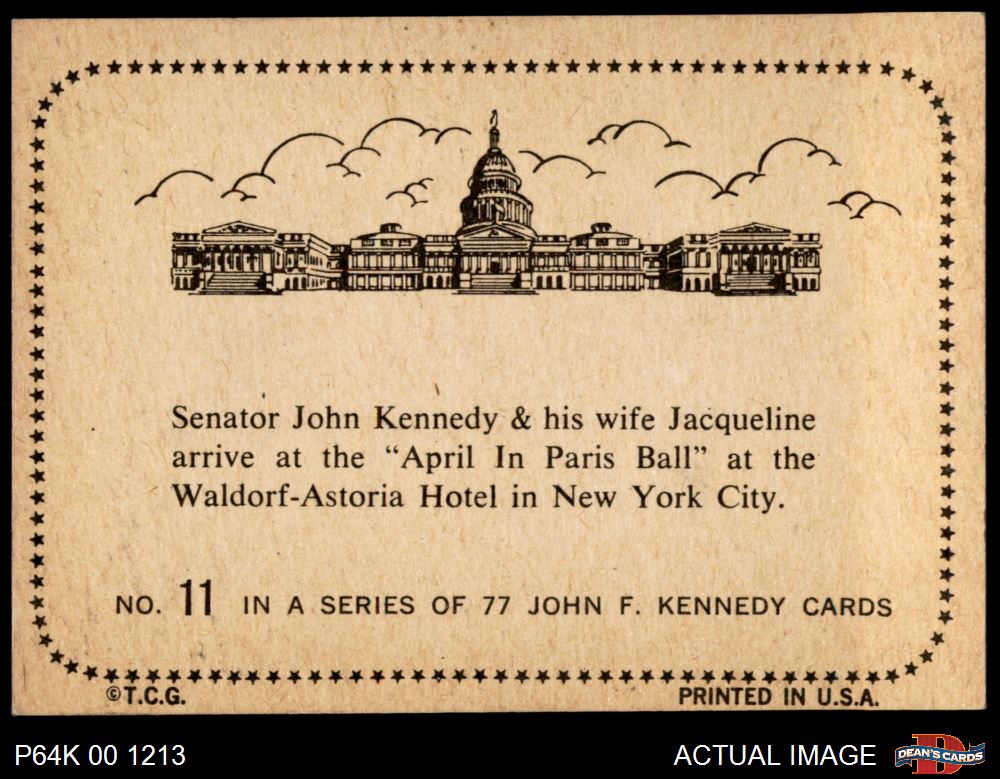 Senator John Kennedy & his wife Jacqueline
arrive at the “April In Paris Ball” at the
Waldorf-Astoria Hotel in New York City.
NO. 11 IN A SERIES OF 77 JOHN F. KENNEDY CARDS
©T.C.G. PRINTED IN U.S.A.
P64K 00 1213 ACTUAL IMAGE DEAN'S CARDS